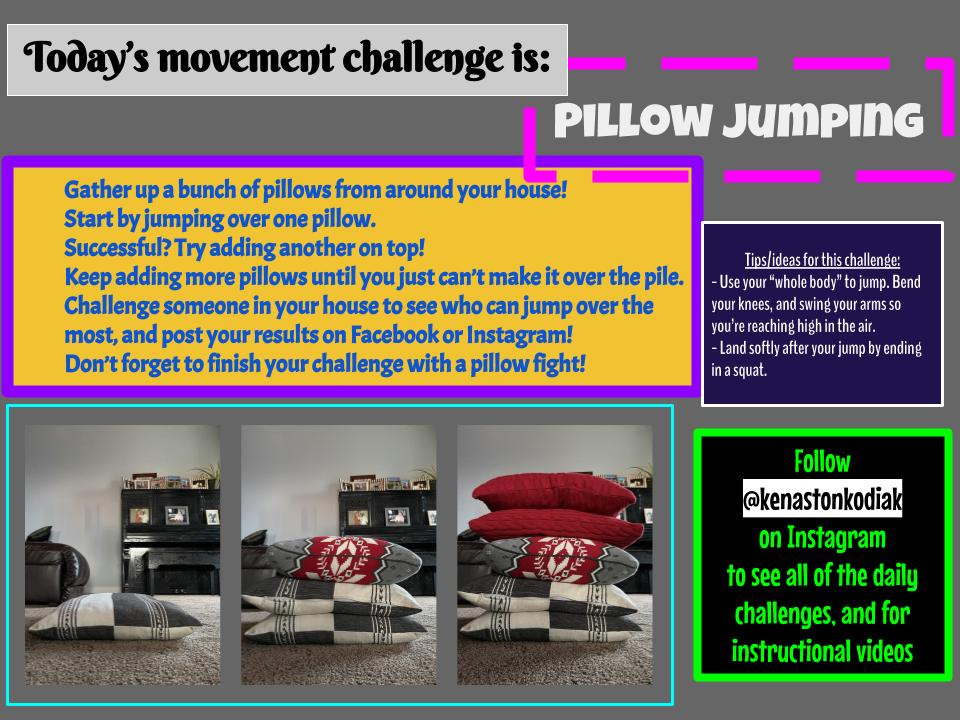 Today's movement challenge is:
Pillow Jumping
Gather up a bunch of pillows from around your house!
Start by jumping over one pillow.
Successful? Try adding another on top!
Keep adding more pillows until you just can't make it over the pile.
Challenge someone in your house to see who can jump over the
most, and post your results on Facebook or Instagram!
Don't forget to finish your challenge with a pillow fight!
Tips/ideas for this challenge:
- Use your "whole body" to jump. Bend
your knees, and swing your arms so
you're reaching high in the air.
- Land softly after your jump by ending
in a squat.
Follow
@kenastonkodiak
on Instagram
to see all of the daily
challenges, and for
instructional videos